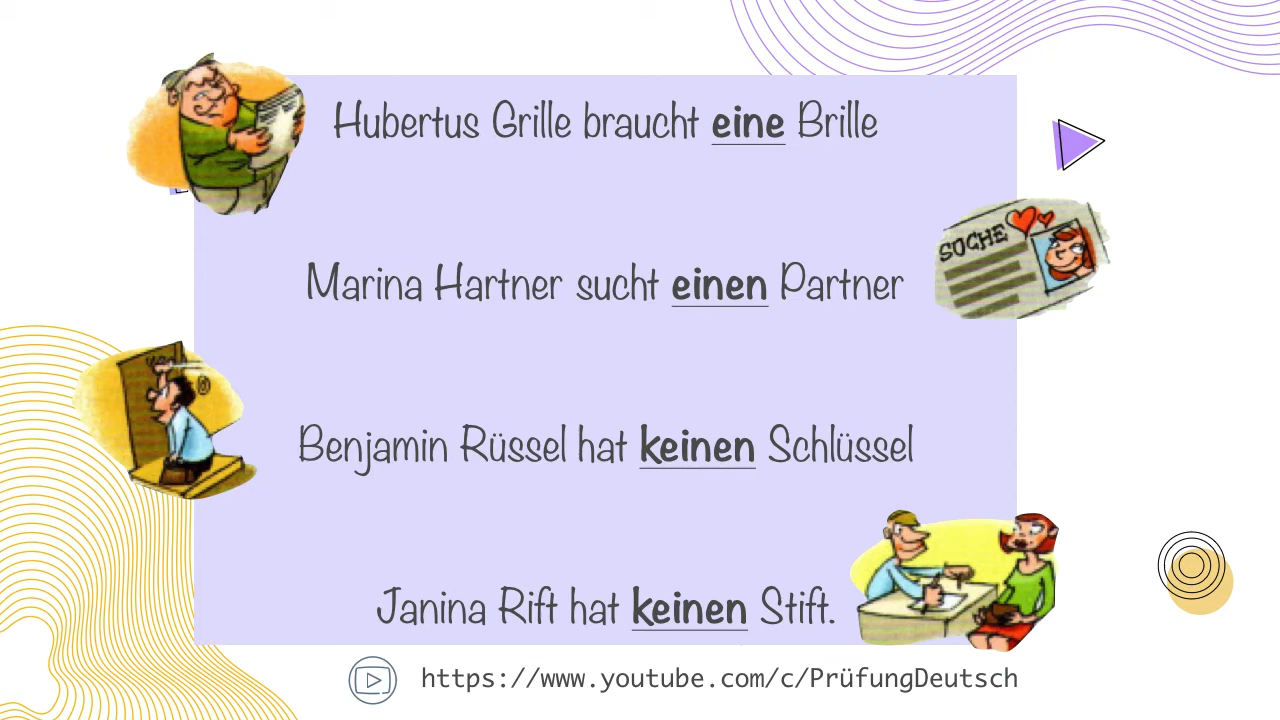 Hubertus Grille braucht eine Brille
SUCHE
Marina Hartner sucht einen Partner
Benjamin Rüssel hat keinen Schlüssel
Janina Rift hat keinen Stift.
https://www.youtube.com/c/PrüfungDeutsch